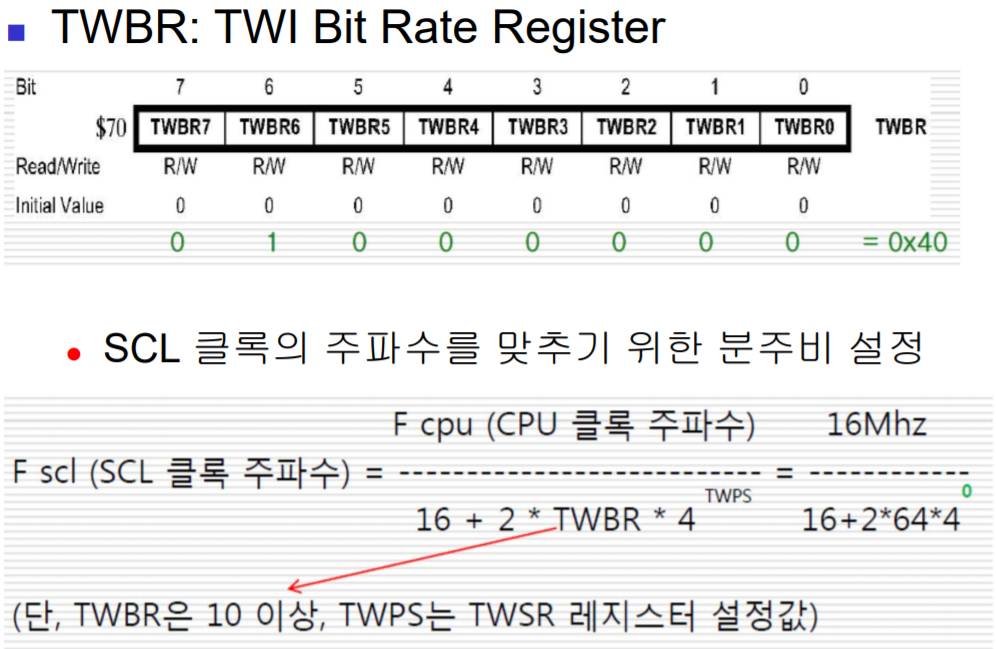 ■ TWBR: TWI Bit Rate Register
Bit 7 6 5 4 3 2 1 0
$70 TWBR7 TWBR6 TWBR5 TWBR4 TWBR3 TWBR2 TWBR1 TWBR0 TWBR
Read/Write R/W R/W R/W R/W R/W R/W R/W R/W
Initial Value 0 0 0 0 0 0 0 0
0 1 0 0 0 0 0 0 = 0x40
• SCL 클록의 주파수를 맞추기 위한 분주비 설정
F cpu (CPU 클록 주파수) 16Mhz
F scl (SCL 클록 주파수) = --------------------------- = ------------
TWPS 0
16 + 2 * TWBR * 4 16+2*64*4
(단, TWBR은 10 이상, TWPS는 TWSR 레지스터 설정값)